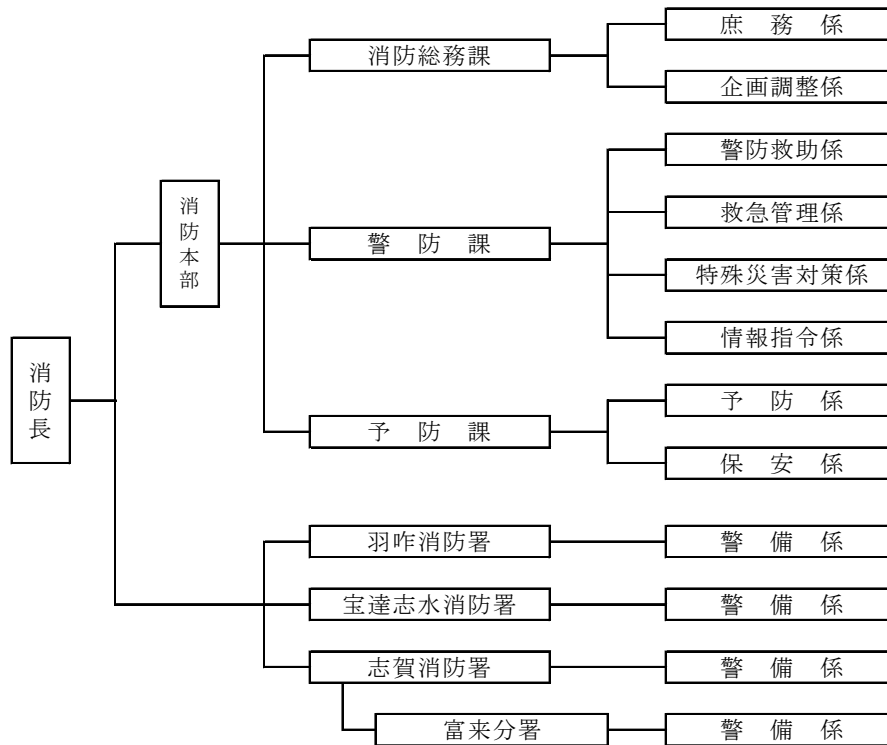 消防長
消防本部
消防総務課
庶務係
企画調整係
警防課
警防救助係
救急管理係
特殊災害対策係
情報指令係
予防課
予防係
保安係
羽咋消防署
警備係
宝達志水消防署
警備係
志賀消防署
警備係
富来分署
警備係